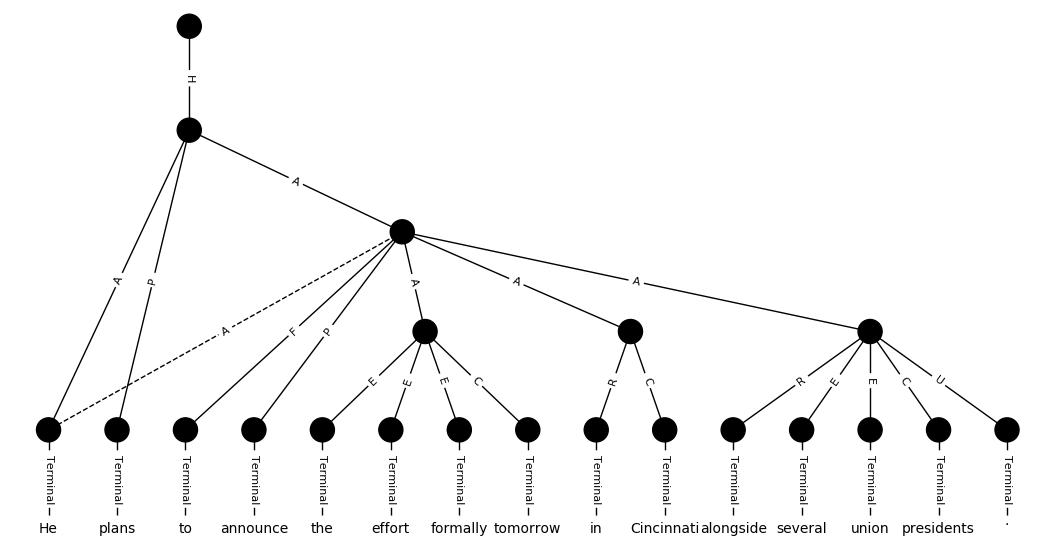 H
A
A P A A A
A F P
E E E C R C R E E C U
Terminal Terminal Terminal Terminal Terminal Terminal Terminal Terminal Terminal Terminal Terminal Terminal Terminal Terminal Terminal
He plans to announce the effort formally tomorrow in Cincinnati alongside several union presidents .